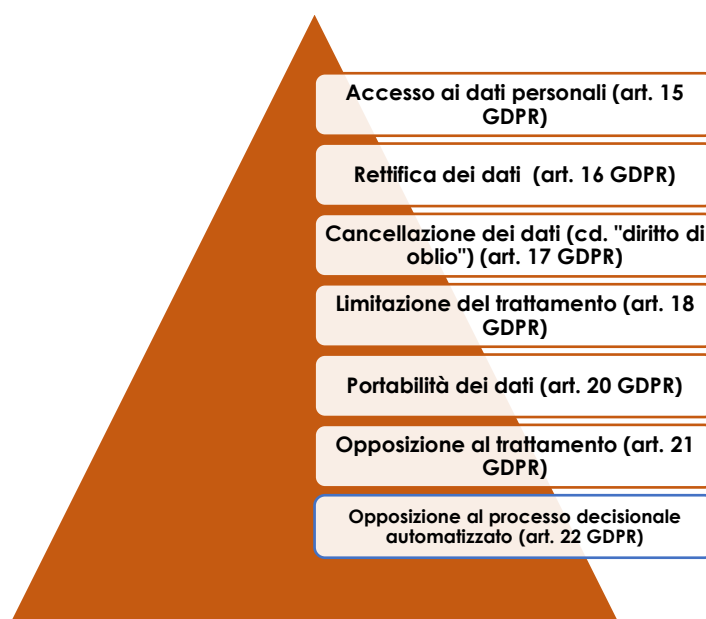 Accesso ai dati personali (art. 15
GDPR)
Rettifica dei dati  (art. 16 GDPR)
Cancellazione dei dati (cd. "diritto di
oblio") (art. 17 GDPR)
Limitazione del trattamento (art. 18
GDPR)
Portabilità dei dati (art. 20 GDPR)
Opposizione al trattamento (art. 21
GDPR)
Opposizione al processo decisionale
automatizzato (art. 22 GDPR)